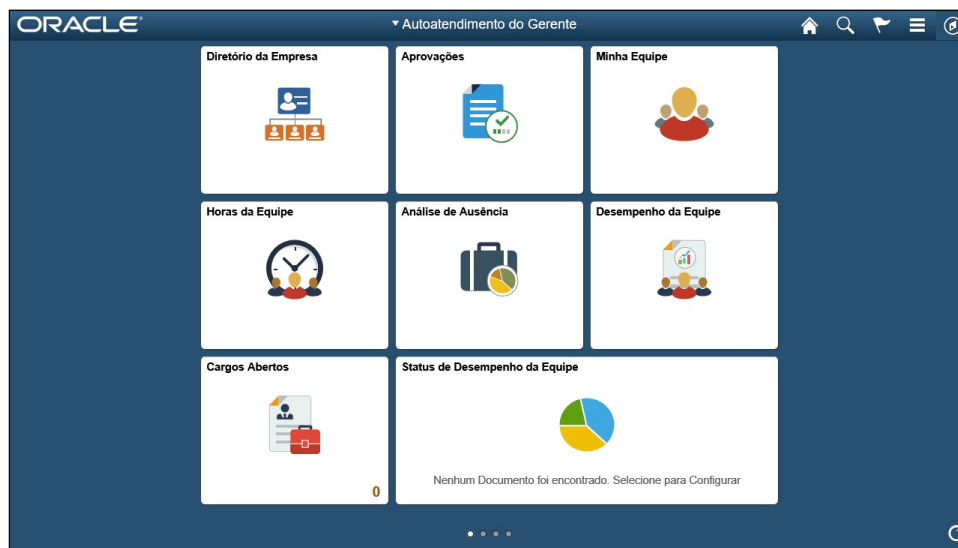 ORACLE
Autoatendimento do Gerente
Diretório da Empresa
Aprovações
Minha Equipe
Horas da Equipe
Análise de Ausência
Desempenho da Equipe
Cargos Abertos
0
Status de Desempenho da Equipe
Nenhum Documento foi encontrado. Selecione para Configurar